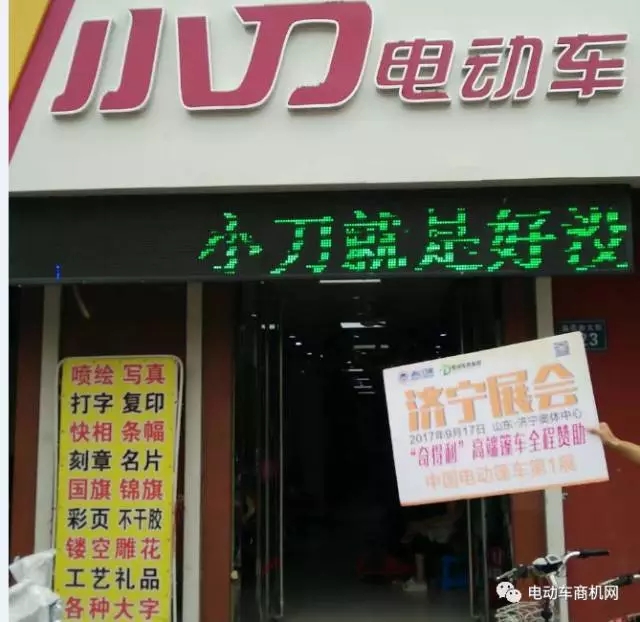 小刀电动车
小刀就是好没
喷绘 写真
打字 复印
快相 条幅
刻章 名片
国旗 锦旗
彩页 不干胶
镂空雕花
工艺礼品
各种大字
济宁展会
2017年9月17日 山东·济宁奥体中心
“奇得利”高端篷车全程赞助
中国电动篷车第1展
电动车商机网